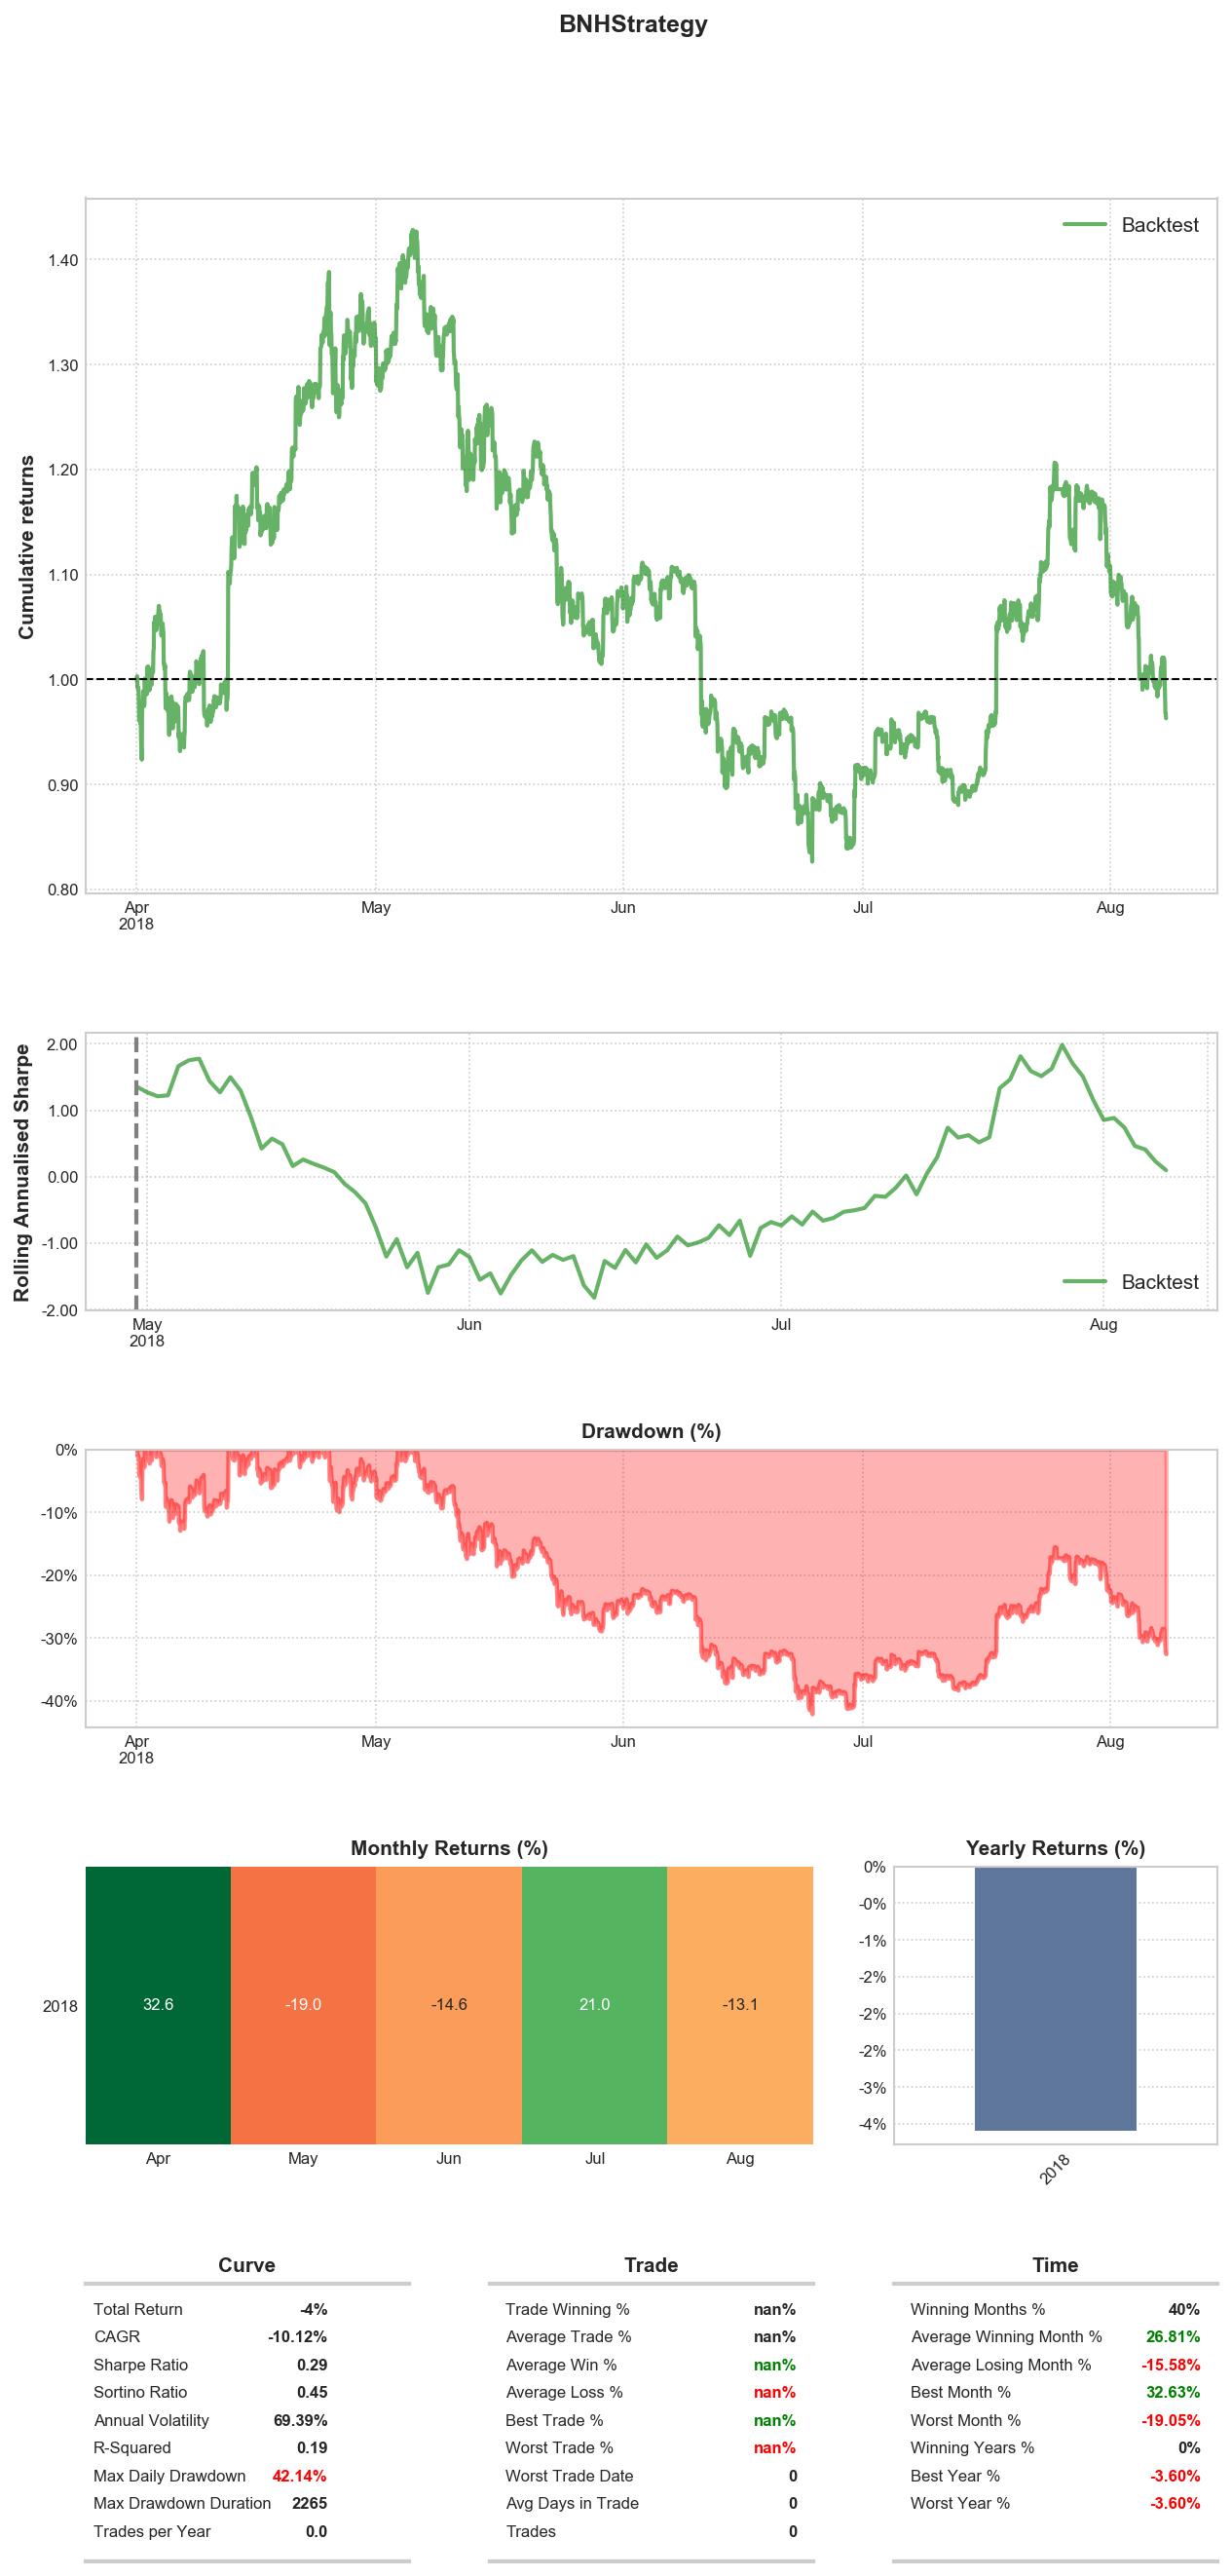 BNHStrategy
Backtest
Cumulative returns
1.40
1.30
1.20
1.10
1.00
0.90
0.80
Apr May Jun Jul Aug
2018
Rolling Annualised Sharpe
2.00
1.00
0.00
-1.00
-2.00
Backtest
May Jun Jul Aug
2018
Drawdown (%)
0%
-10%
-20%
-30%
-40%
Apr May Jun Jul Aug
2018
Monthly Returns (%)
2018 32.6 -19.0 -14.6 21.0 -13.1
Apr May Jun Jul Aug
Yearly Returns (%)
0%
-0%
-1%
-2%
-2%
-2%
-3%
-4%
2018
Curve
Total Return -4%
CAGR -10.12%
Sharpe Ratio 0.29
Sortino Ratio 0.45
Annual Volatility 69.39%
R-Squared 0.19
Max Daily Drawdown 42.14%
Max Drawdown Duration 2265
Trades per Year 0.0
Trade
Trade Winning % nan%
Average Trade % nan%
Average Win % nan%
Average Loss % nan%
Best Trade % nan%
Worst Trade % nan%
Worst Trade Date 0
Avg Days in Trade 0
Trades 0
Time
Winning Months % 40%
Average Winning Month % 26.81%
Average Losing Month % -15.58%
Best Month % 32.63%
Worst Month % -19.05%
Winning Years % 0%
Best Year % -3.60%
Worst Year % -3.60%